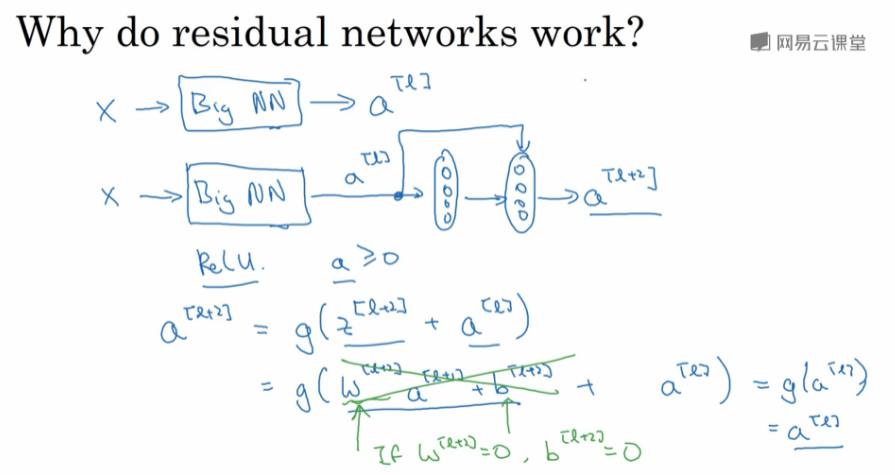 Why do residual networks work?
网易云课堂
X → Big NN → a^[l]
X → Big NN a^[l] → → a^[l+2]
ReLU. a ≥ 0
a^[l+2] = g(z^[l+2] + a^[l])
= g(W^[l+2] a^[l+1] + b^[l+2] + a^[l]) = g(a^[l])
= a^[l]
If W^[l+2]=0, b^[l+2]=0